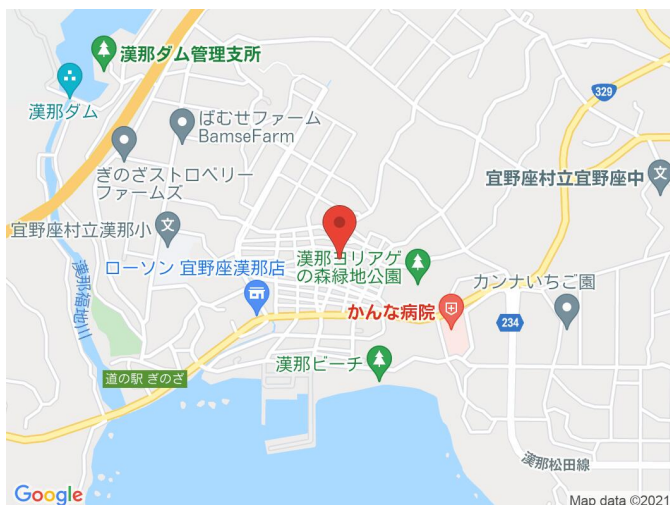 漢那ダム管理支所
漢那ダム
ばむせファーム
BamseFarm
329
ぎのざストロベリー
ファームズ
宜野座村立宜野座中
宜野座村立漢那小
漢那ヨリアゲ
の森緑地公園
ローソン 宜野座漢那店
カンナいちご園
漢那福地川
かんな病院
234
漢那ビーチ
道の駅 ぎのざ
漢那松田線
Google
Map data ©2021